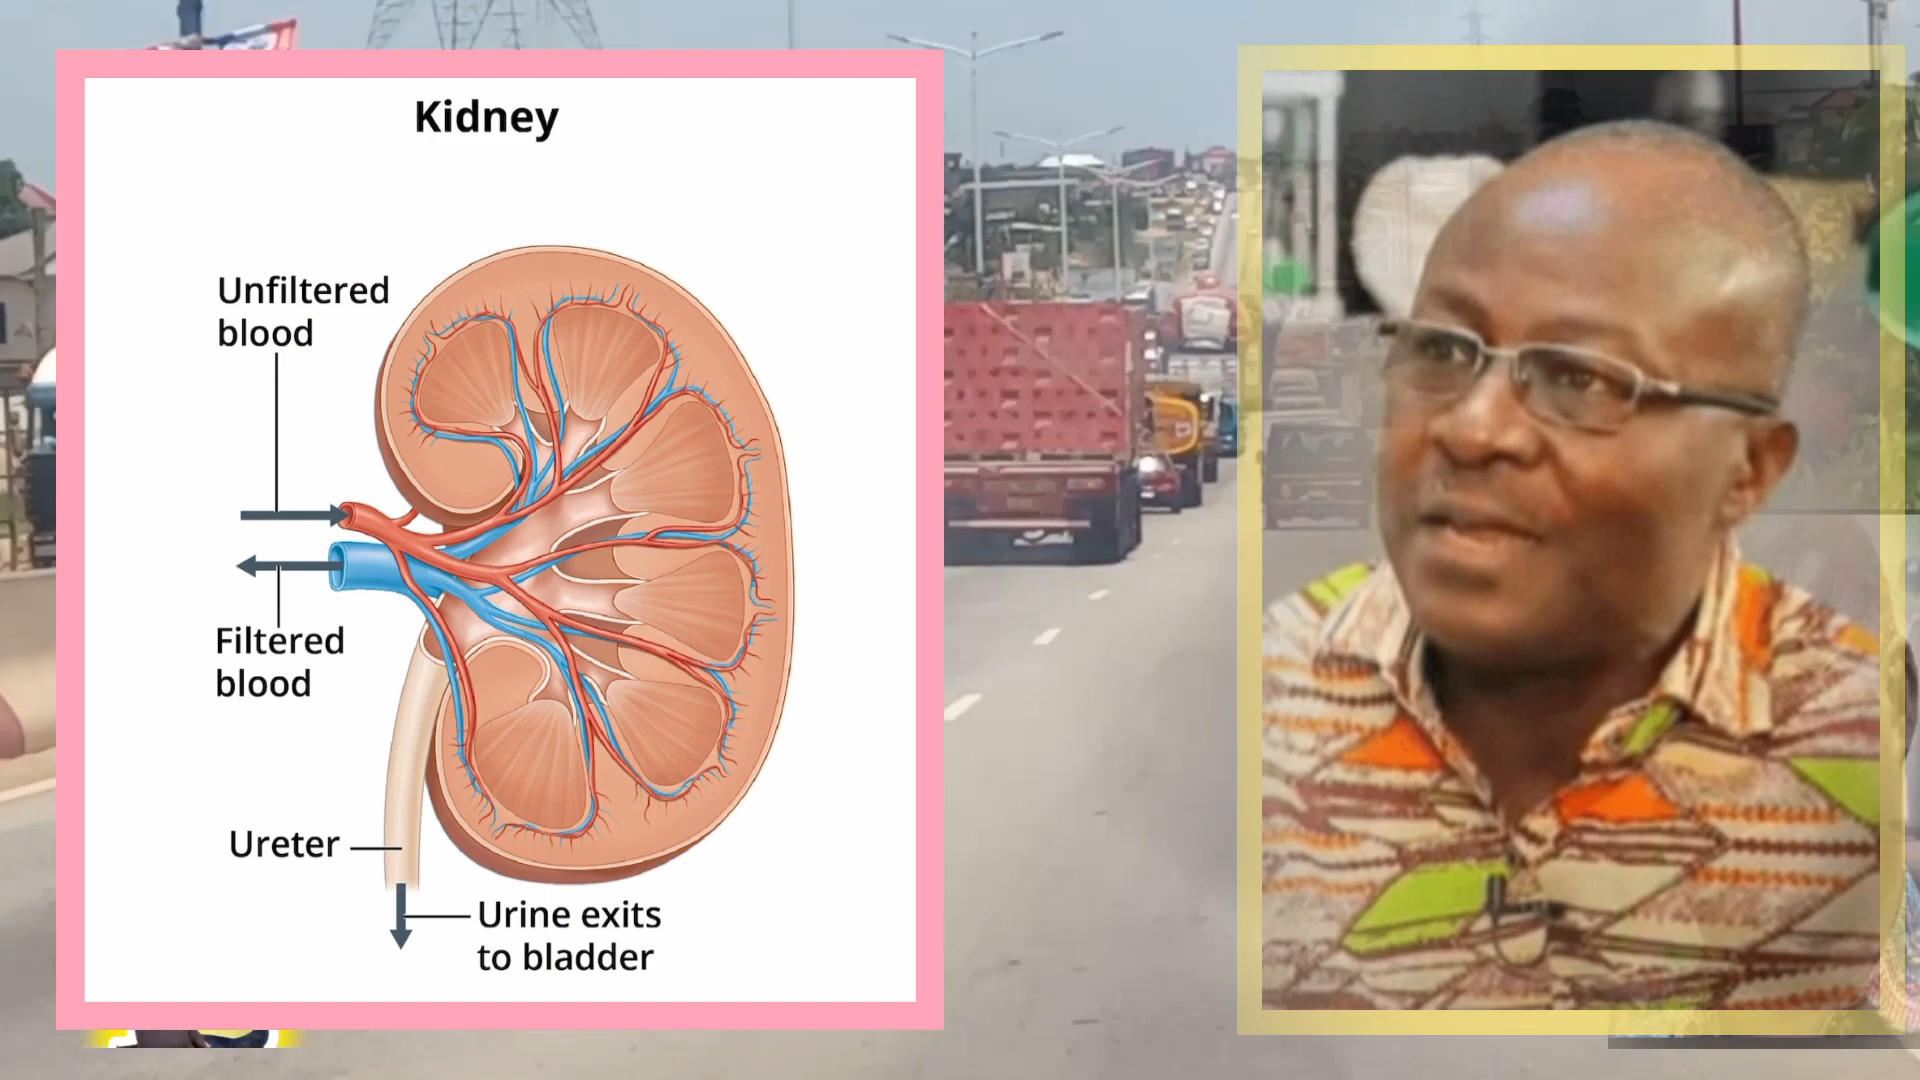 Kidney
Unfiltered
blood
Filtered
blood
Ureter
Urine exits
to bladder